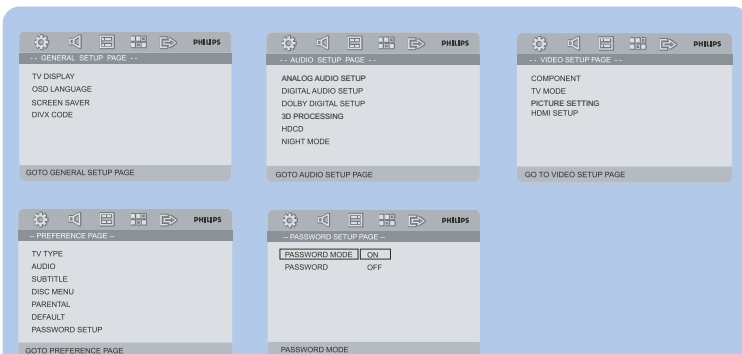 PHILIPS
-- GENERAL SETUP PAGE --
TV DISPLAY
OSD LANGUAGE
SCREEN SAVER
DIVX CODE
GOTO GENERAL SETUP PAGE
PHILIPS
-- AUDIO SETUP PAGE --
ANALOG AUDIO SETUP
DIGITAL AUDIO SETUP
DOLBY DIGITAL SETUP
3D PROCESSING
HDCD
NIGHT MODE
GOTO AUDIO SETUP PAGE
PHILIPS
-- VIDEO SETUP PAGE --
COMPONENT
TV MODE
PICTURE SETTING
HDMI SETUP
GO TO VIDEO SETUP PAGE
PHILIPS
-- PREFERENCE PAGE --
TV TYPE
AUDIO
SUBTITLE
DISC MENU
PARENTAL
DEFAULT
PASSWORD SETUP
GOTO PREFERENCE PAGE
PHILIPS
-- PASSWORD SETUP PAGE --
PASSWORD MODE ON
PASSWORD OFF
PASSWORD MODE